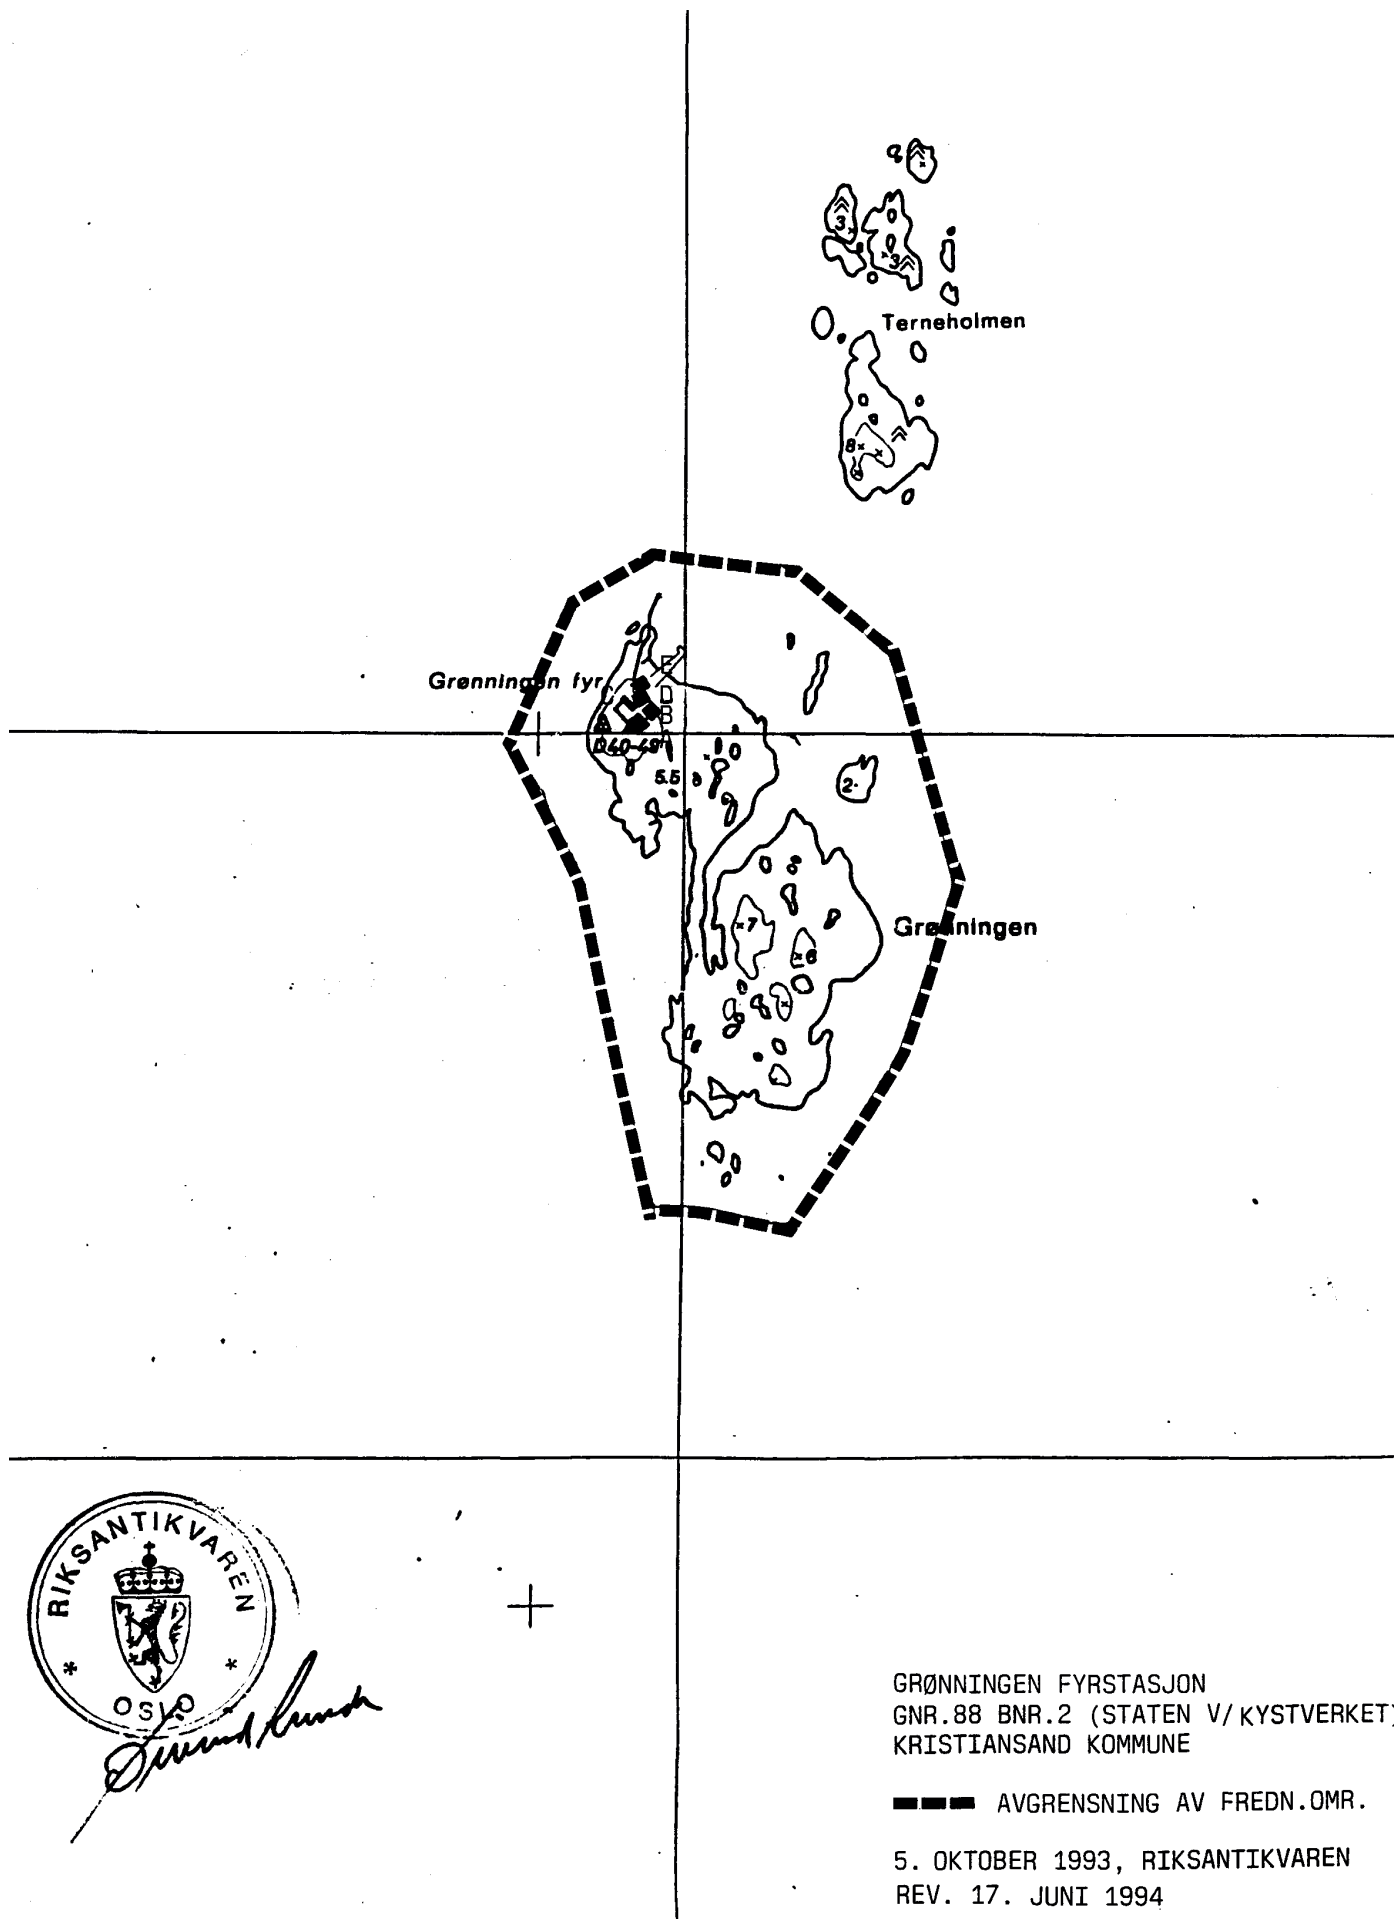 3
3
Terneholmen
8
Grønningen fyr
E
D
B
5.5
2
7
Grønningen
6
RIKSANTIKVAREN
* *
OSLO
GRØNNINGEN FYRSTASJON
GNR.88 BNR.2 (STATEN V/KYSTVERKET)
KRISTIANSAND KOMMUNE
AVGRENSNING AV FREDN.OMR.
5. OKTOBER 1993, RIKSANTIKVAREN
REV. 17. JUNI 1994